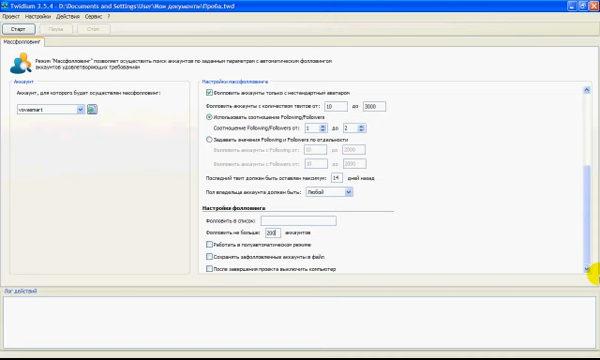 Twidium 3.5.4 - D:\Documents and Settings\User\Мои документы\Проба.twd
Проект Настройки Действия Сервис ?
Старт Пауза Стоп
Массфолловинг
Режим "Массфолловинг" позволяет осуществить поиск аккаунтов по заданным параметрам с автоматическим фолловингом
аккаунтов удовлетворяющих требованиям
Аккаунт
Аккаунт, для которого будет осуществлен массфолловинг:
vovasmart
Настройки массфолловинга
Фолловить аккаунты только с нестандартным аватаром
Фолловить аккаунты с количеством твитов от: 10 до 3000
Использовать соотношение Following/Followers
Соотношение Following/Followers от: 1 до 2
Задавать значения Following и Followers по отдельности
Фолловить аккаунты с Following от: 10 до 2000
Фолловить аккаунты с Followers от: 10 до 2000
Последний твит должен быть оставлен максимум: 14 дней назад
Пол владельца аккаунта должен быть: Любой
Настройки фолловинга
Фолловить в список:
Фолловить не больше: 200 аккаунтов
Работать в полуавтоматическом режиме
Сохранять зафолловленные аккаунты в файл
После завершения проекта выключить компьютер
Лог действий